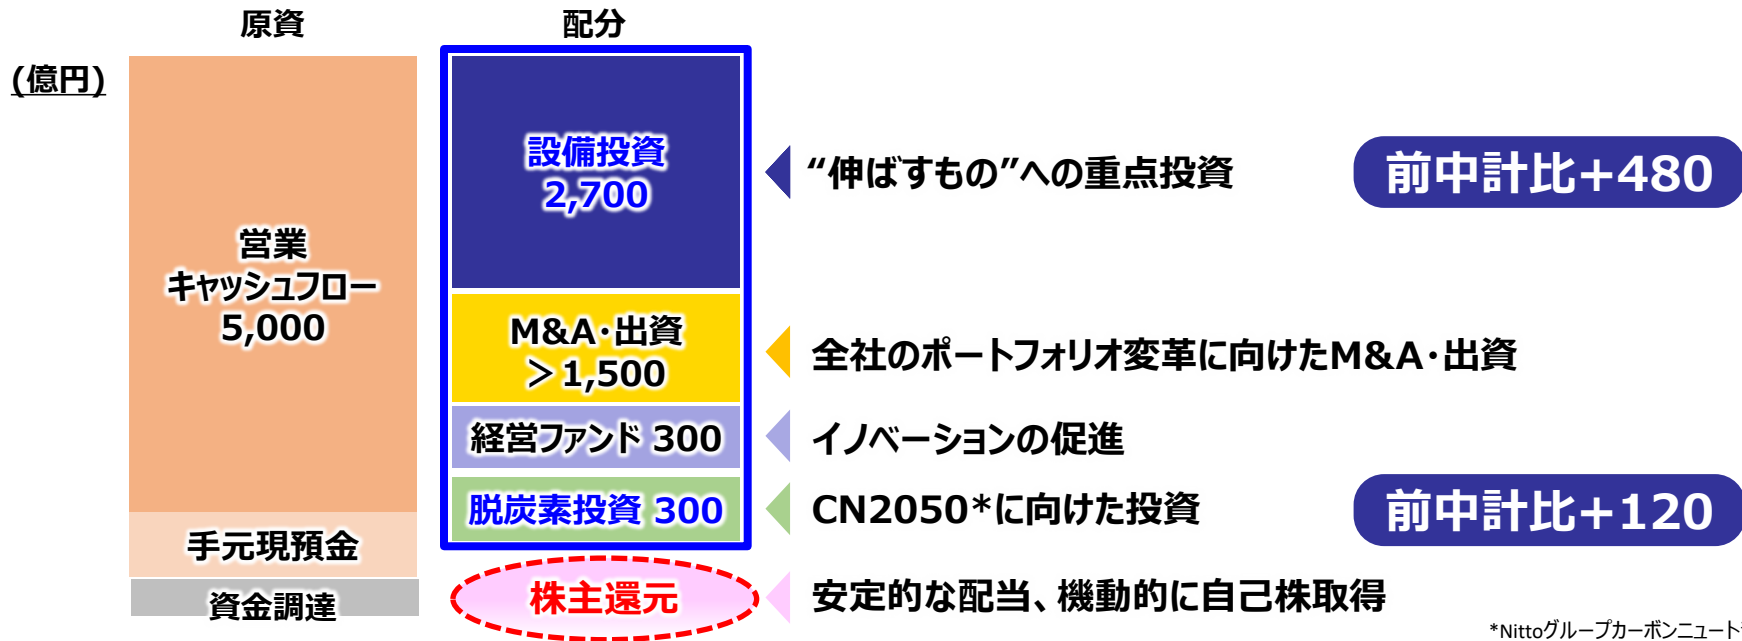 原資
配分
(億円)
営業
キャッシュフロー
5,000
手元現預金
資金調達
設備投資
2,700
M&A・出資
＞1,500
経営ファンド 300
脱炭素投資 300
株主還元
“伸ばすもの”への重点投資
前中計比+480
全社のポートフォリオ変革に向けたM&A・出資
イノベーションの促進
CN2050*に向けた投資
前中計比+120
安定的な配当、機動的に自己株取得
*Nittoグループカーボンニュート